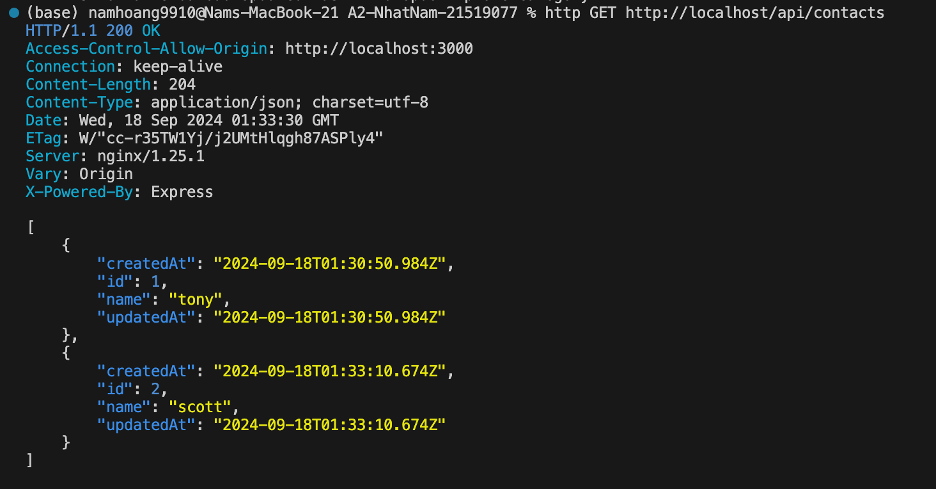 (base) namhoang9910@Nams-MacBook-21 A2-NhatNam-21519077 % http GET http://localhost/api/contacts
HTTP/1.1 200 OK
Access-Control-Allow-Origin: http://localhost:3000
Connection: keep-alive
Content-Length: 204
Content-Type: application/json; charset=utf-8
Date: Wed, 18 Sep 2024 01:33:30 GMT
ETag: W/"cc-r35TW1Yj/j2UMtHlqgh87ASPly4"
Server: nginx/1.25.1
Vary: Origin
X-Powered-By: Express
[
{
"createdAt": "2024-09-18T01:30:50.984Z",
"id": 1,
"name": "tony",
"updatedAt": "2024-09-18T01:30:50.984Z"
},
{
"createdAt": "2024-09-18T01:33:10.674Z",
"id": 2,
"name": "scott",
"updatedAt": "2024-09-18T01:33:10.674Z"
}
]